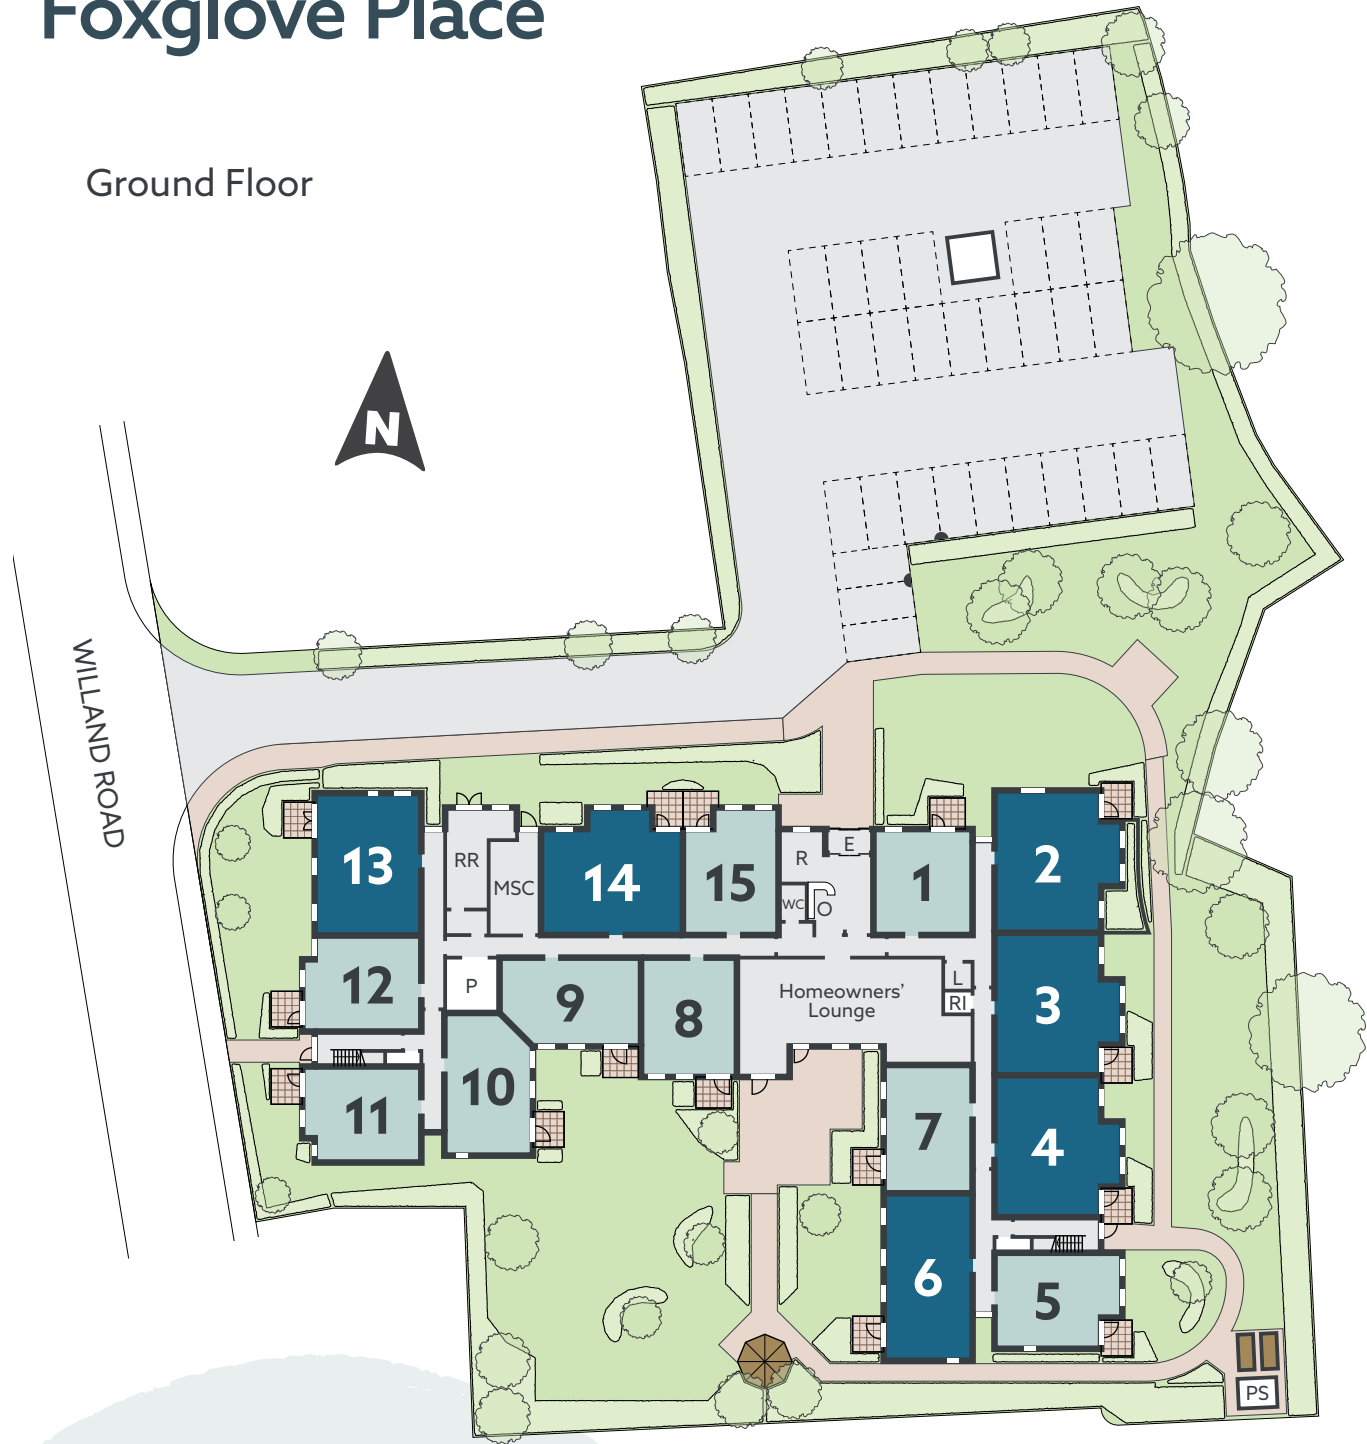 Foxglove Place
Ground Floor
N
WILLAND ROAD
13
RR
MSC
14
15
R
E
WC
O
1
2
12
P
9
8
Homeowners'
Lounge
L
RI
3
11
10
7
4
6
5
PS